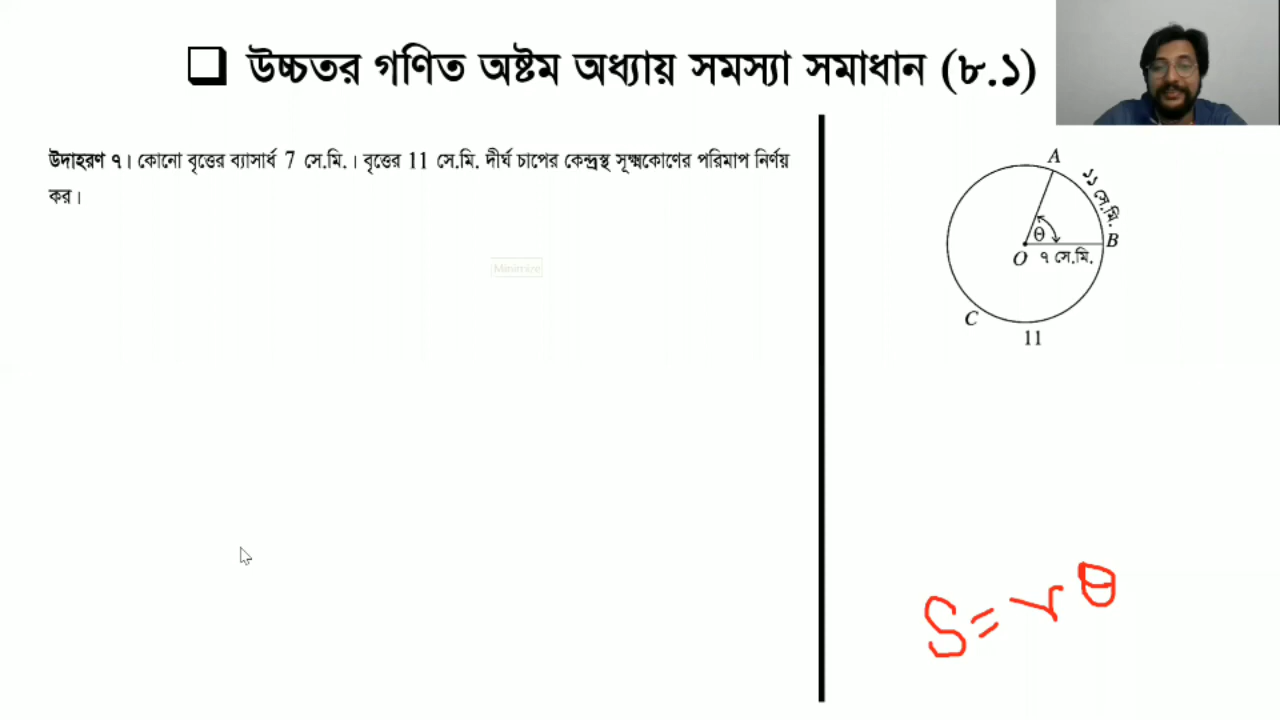 ❑ উচ্চতর গণিত অষ্টম অধ্যায় সমস্যা সমাধান (৮.১)
উদাহরণ ৭। কোনো বৃত্তের ব্যাসার্ধ 7 সে.মি.। বৃত্তের 11 সে.মি. দীর্ঘ চাপের কেন্দ্রস্থ সূক্ষ্মকোণের পরিমাপ নির্ণয়
কর।
Minimize
A
১১ সে.মি.
θ
B
O
৭ সে.মি.
C
11
S = r θ